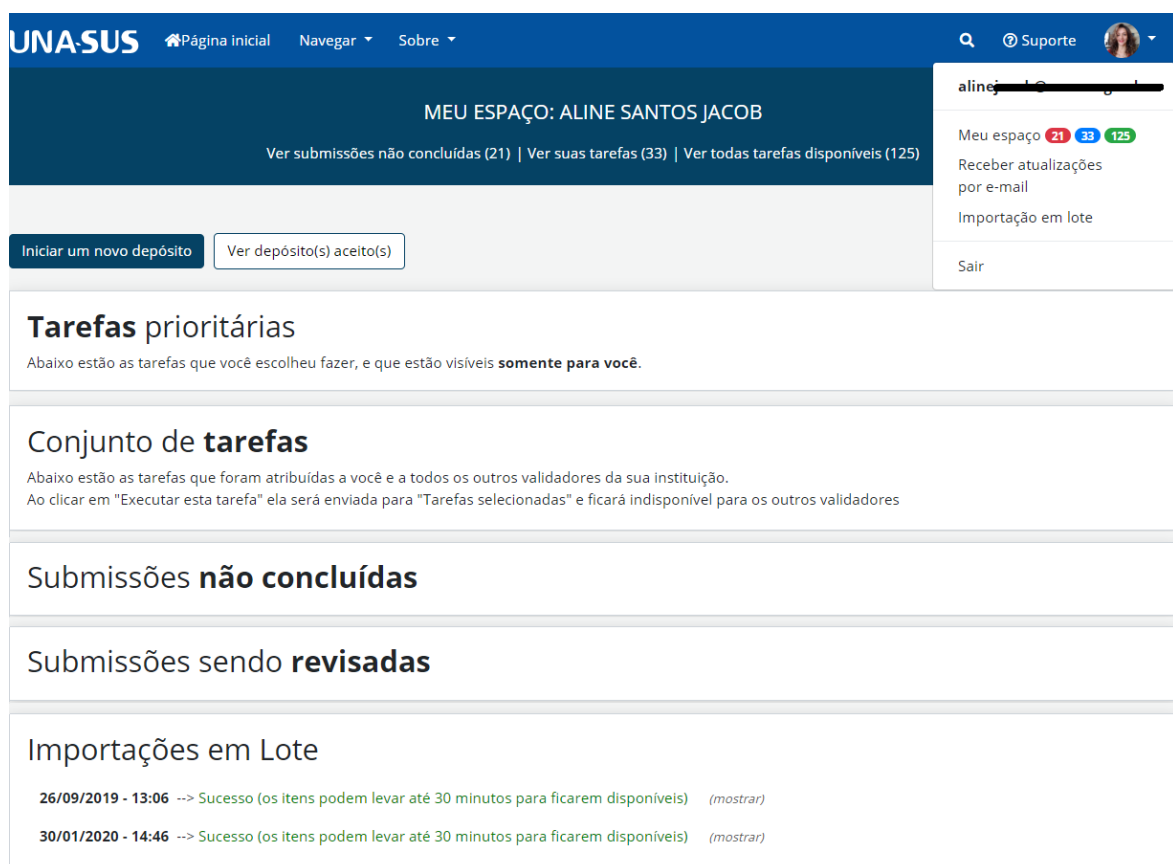 UNA-SUS Página inicial Navegar Sobre Suporte
MEU ESPAÇO: ALINE SANTOS JACOB
Ver submissões não concluídas (21) | Ver suas tarefas (33) | Ver todas tarefas disponíveis (125)
Meu espaço 21 33 125
Receber atualizações
por e-mail
Importação em lote
Sair
Iniciar um novo depósito Ver depósito(s) aceito(s)
Tarefas prioritárias
Abaixo estão as tarefas que você escolheu fazer, e que estão visíveis somente para você.
Conjunto de tarefas
Abaixo estão as tarefas que foram atribuídas a você e a todos os outros validadores da sua instituição.
Ao clicar em "Executar esta tarefa" ela será enviada para "Tarefas selecionadas" e ficará indisponível para os outros validadores
Submissões não concluídas
Submissões sendo revisadas
Importações em Lote
26/09/2019 - 13:06 --> Sucesso (os itens podem levar até 30 minutos para ficarem disponíveis) (mostrar)
30/01/2020 - 14:46 --> Sucesso (os itens podem levar até 30 minutos para ficarem disponíveis) (mostrar)